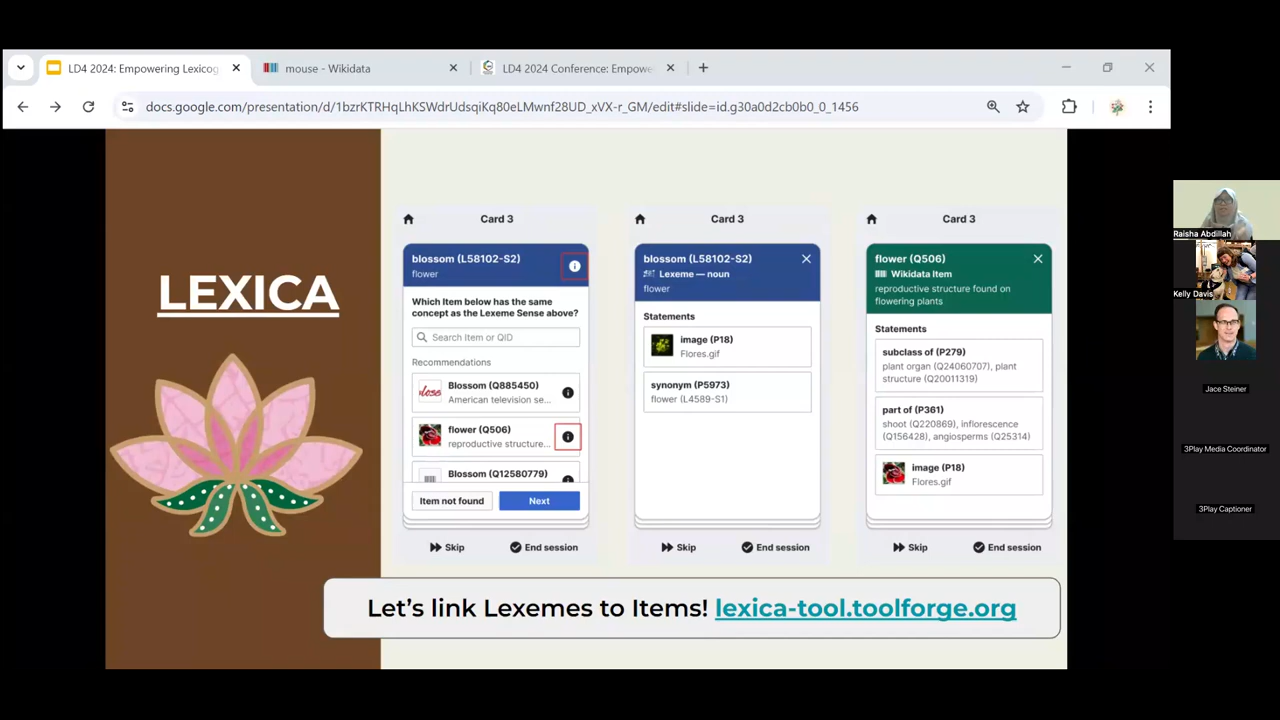 LD4 2024: Empowering Lexicog
mouse - Wikidata
LD4 2024 Conference: Empowe
docs.google.com/presentation/d/1bzrKTRHqLhKSWdrUdsqiKq80eLMwnf28UD_xVX-r_GM/edit#slide=id.g30a0d2cb0b0_0_1456
LEXICA
Card 3
blossom (L58102-S2)
flower
Which Item below has the same
concept as the Lexeme Sense above?
Search Item or QID
Recommendations
Blossom (Q885450)
American television se...
flower (Q506)
reproductive structure...
Blossom (Q12580779)
Item not found
Next
Skip
End session
Card 3
blossom (L58102-S2)
Lexeme — noun
flower
Statements
image (P18)
Flores.gif
synonym (P5973)
flower (L4589-S1)
Skip
End session
Card 3
flower (Q506)
Wikidata Item
reproductive structure found on
flowering plants
Statements
subclass of (P279)
plant organ (Q24060707), plant
structure (Q20011319)
part of (P361)
shoot (Q220869), inflorescence
(Q156428), angiosperms (Q25314)
image (P18)
Flores.gif
Skip
End session
Let's link Lexemes to Items! lexica-tool.toolforge.org
Raisha Abdillah
Kelly Davis
Jace Steiner
3Play Media Coordinator
3Play Captioner